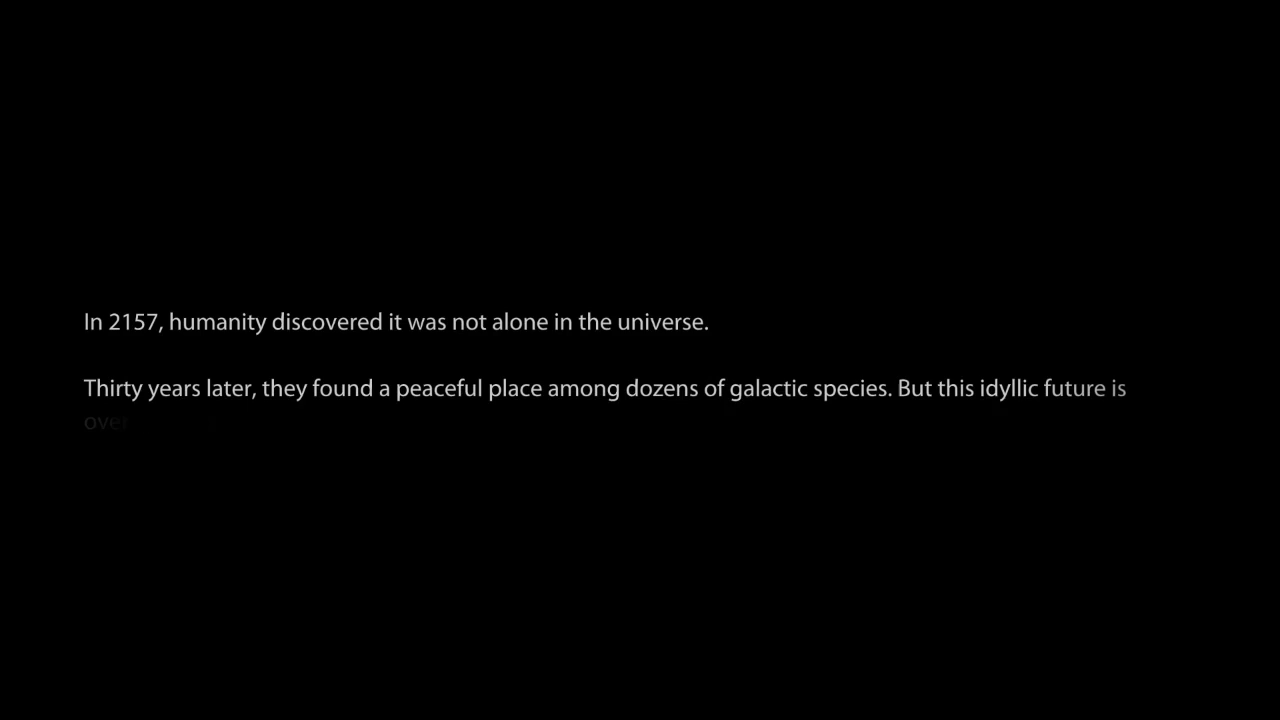 In 2157, humanity discovered it was not alone in the universe.
Thirty years later, they found a peaceful place among dozens of galactic species. But this idyllic future is
over